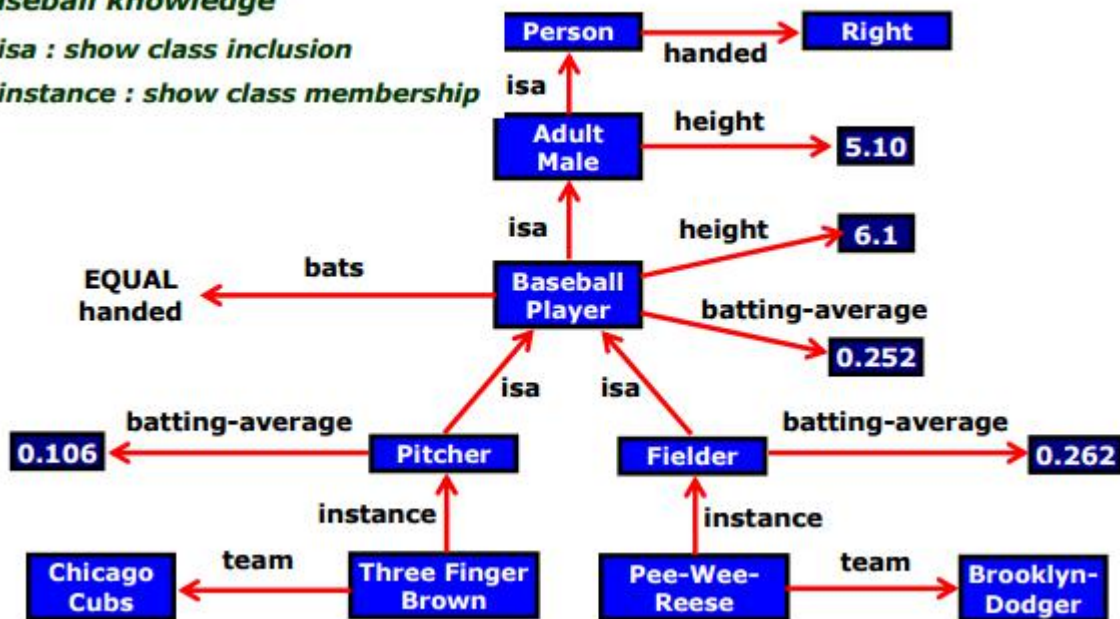 aseball knowledge
isa : show class inclusion
instance : show class membership
Person
handed
Right
isa
Adult
Male
height
5.10
isa
height
6.1
EQUAL
handed
bats
Baseball
Player
batting-average
0.252
isa
isa
batting-average
0.106
Pitcher
Fielder
batting-average
0.262
instance
instance
Chicago
Cubs
team
Three Finger
Brown
Pee-Wee-
Reese
team
Brooklyn-
Dodger